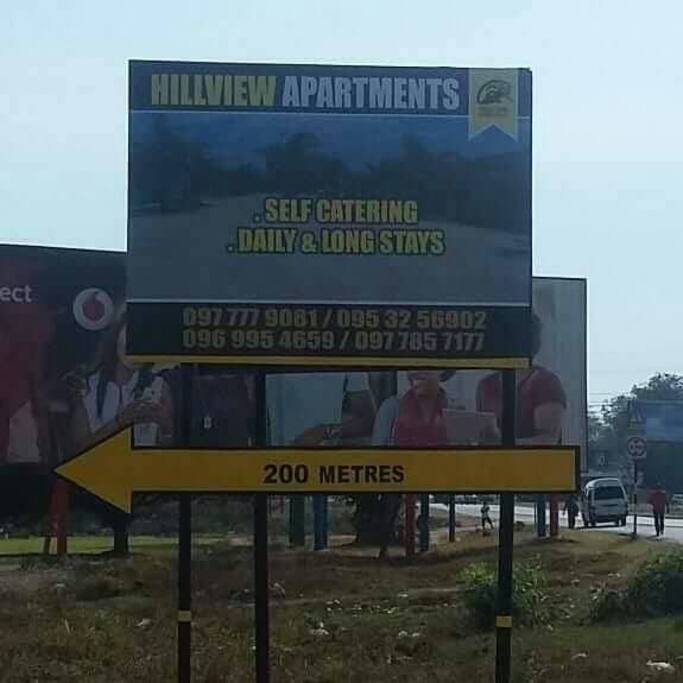 HILLVIEW APARTMENTS
. SELF CATERING
. DAILY & LONG STAYS
097 777 9081 / 095 32 56902
096 995 4659 / 097 785 7177
ect
200 METRES